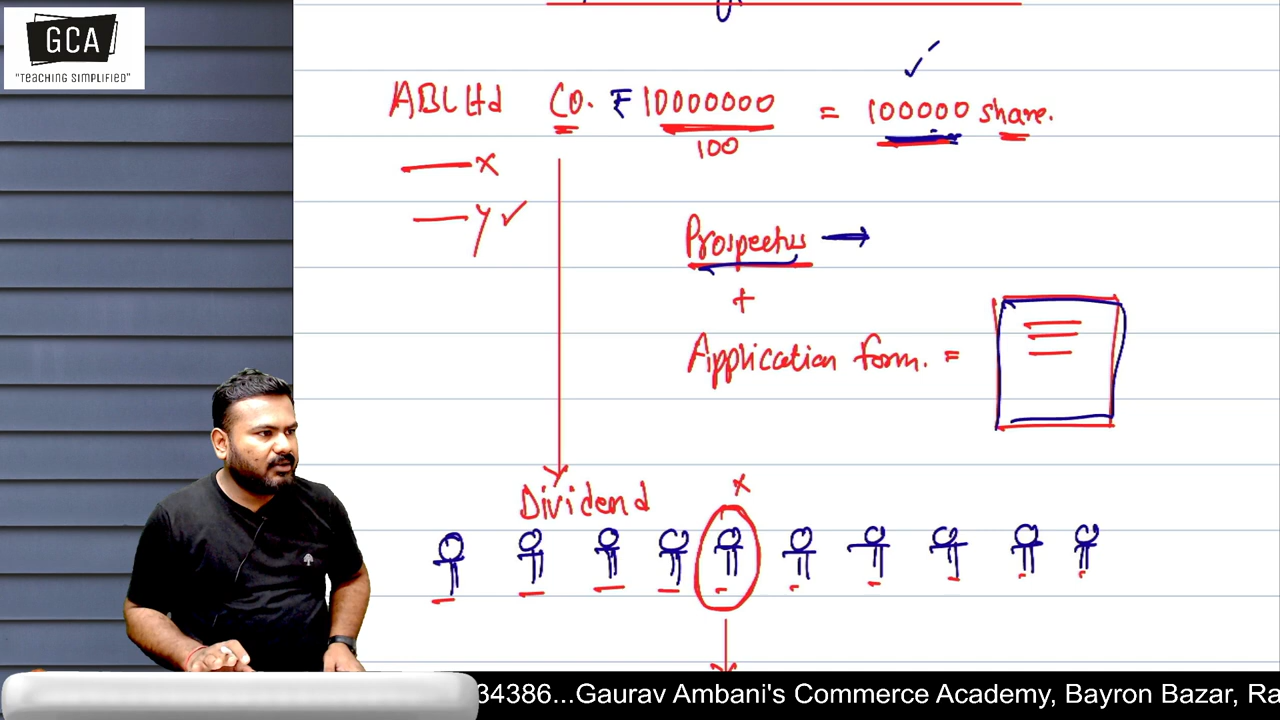 GCA
"TEACHING SIMPLIFIED"
ABC Ltd Co. ₹ 10000000 = 100000 share.
100
X
Y
Prospectus →
+
Application form. =
Dividend
x
34386...Gaurav Ambani's Commerce Academy, Bayron Bazar, Ra